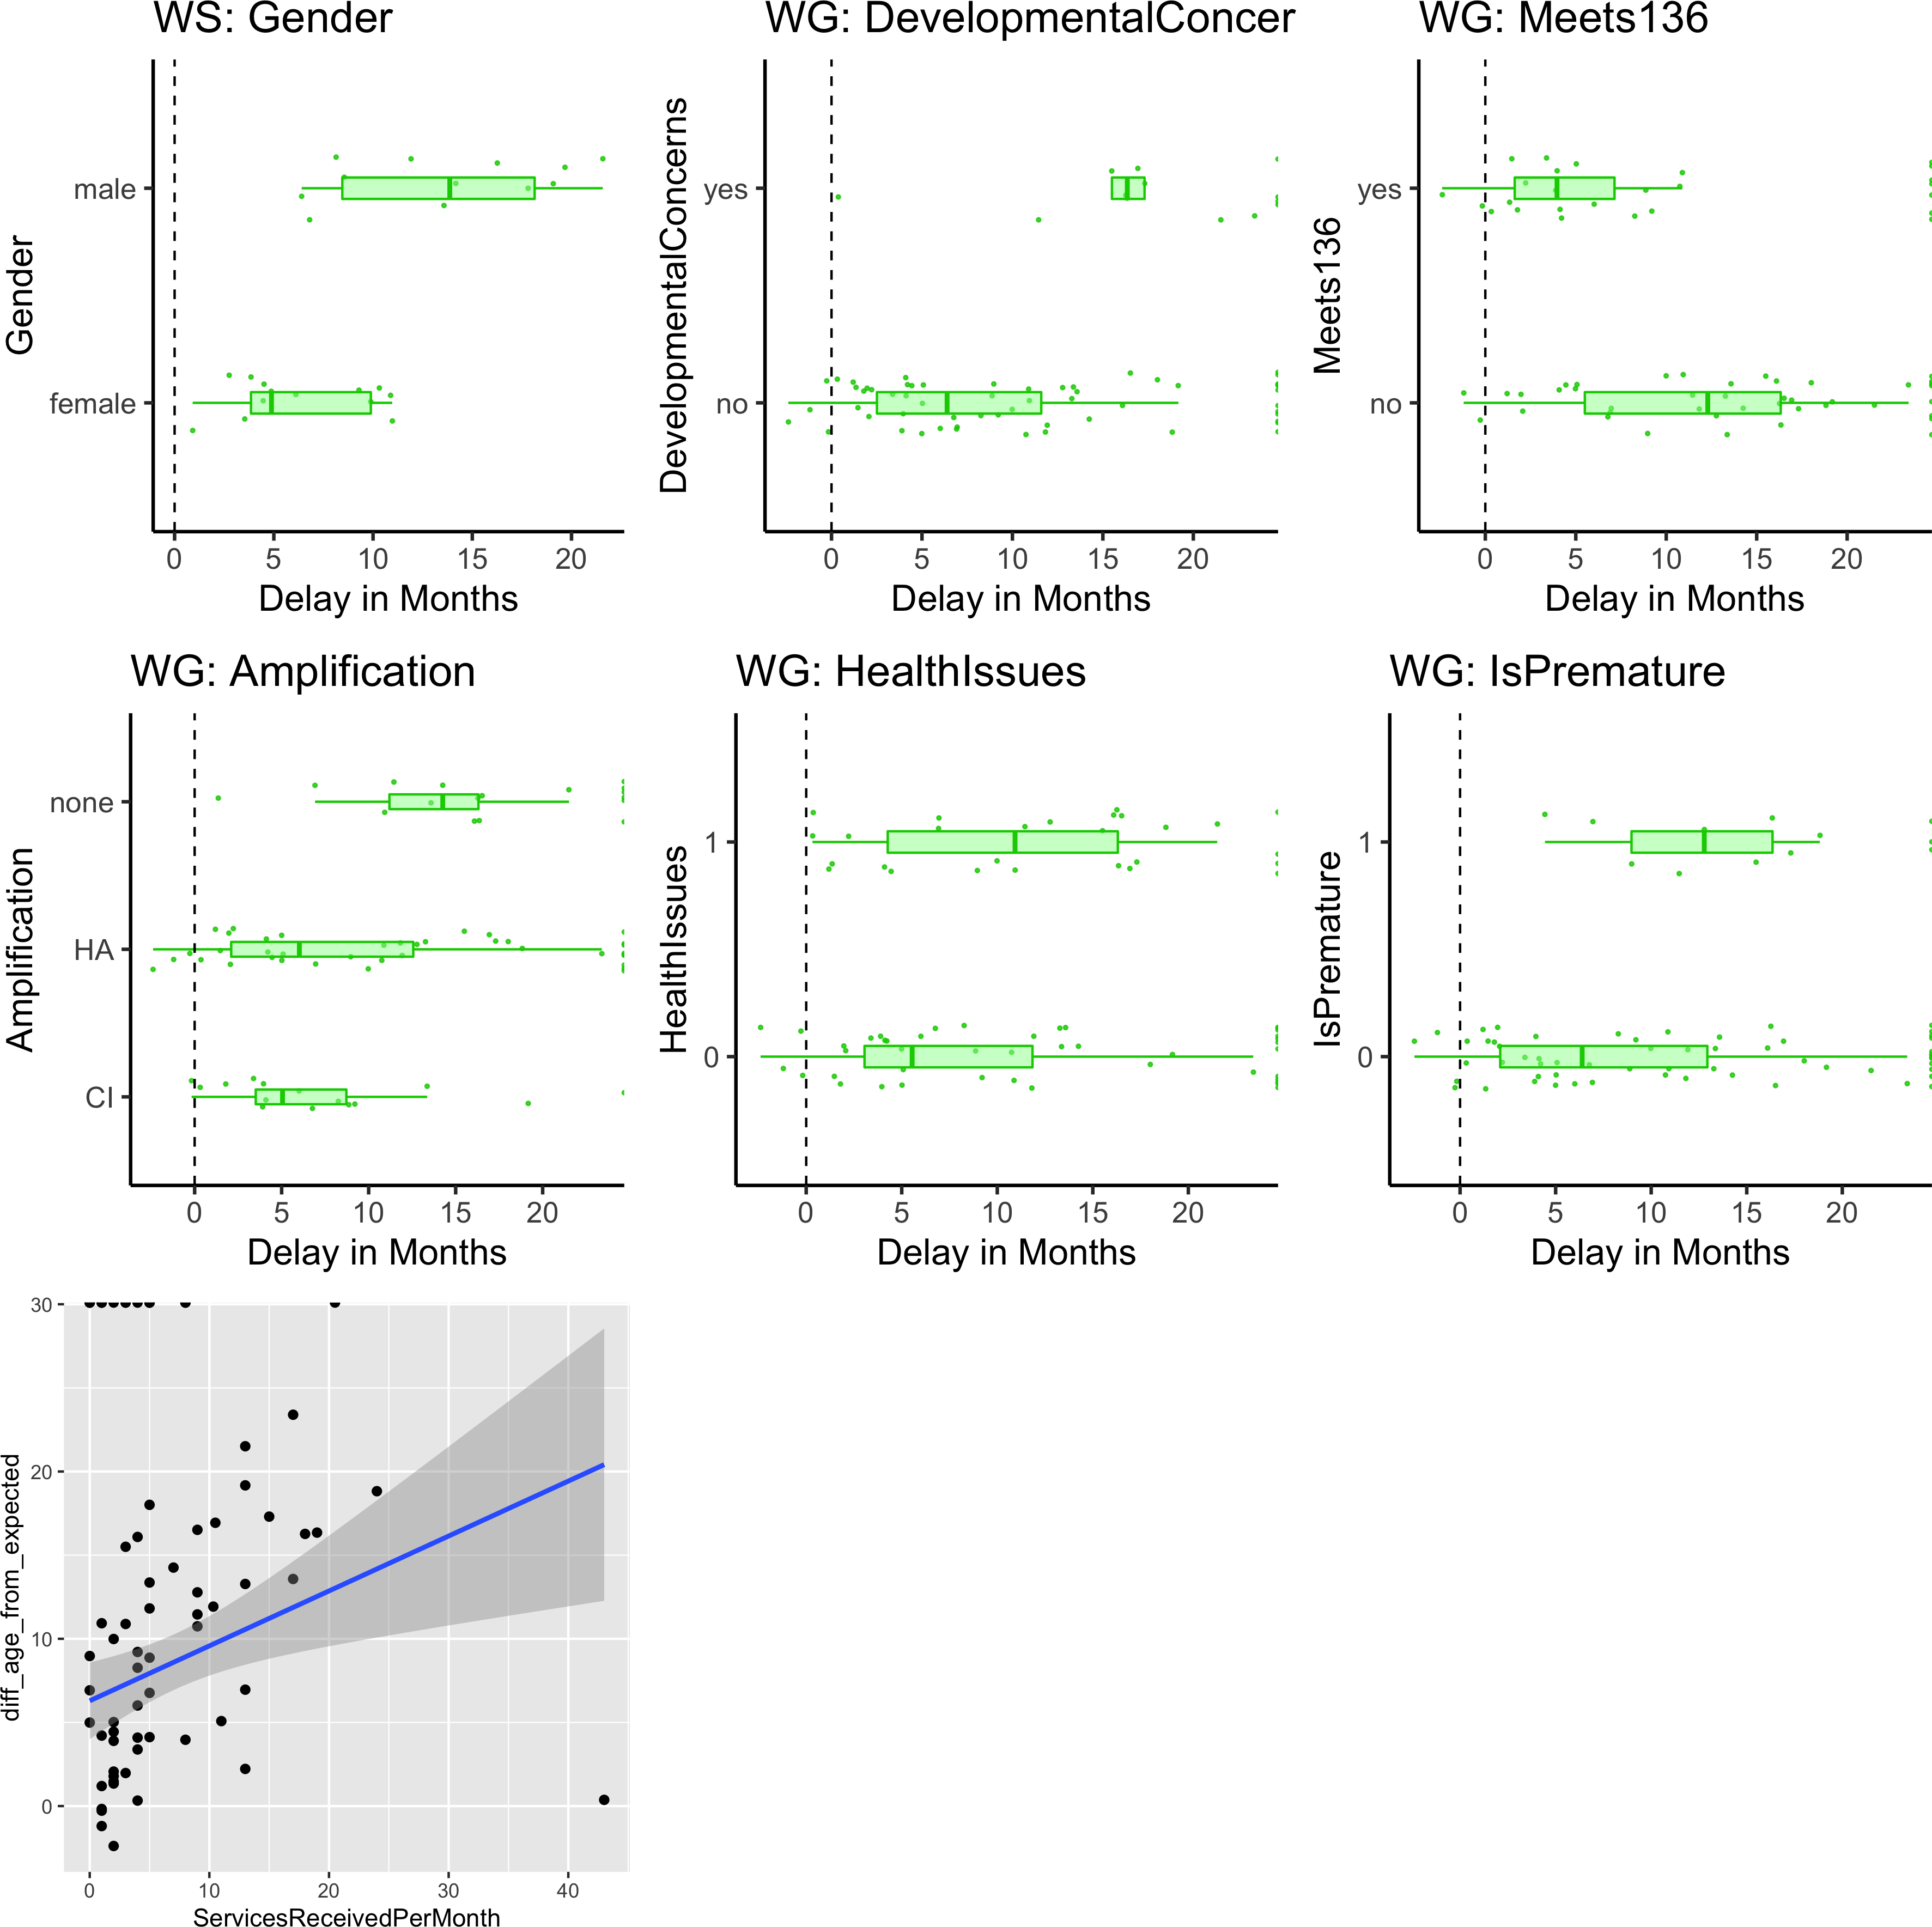 WS: Gender
WG: DevelopmentalConcer
WG: Meets136
Gender
male
female
0 5 10 15 20
Delay in Months
DevelopmentalConcerns
yes
no
0 5 10 15 20
Delay in Months
Meets136
yes
no
0 5 10 15 20
Delay in Months
WG: Amplification
WG: HealthIssues
WG: IsPremature
Amplification
none
HA
CI
0 5 10 15 20
Delay in Months
HealthIssues
1
0
0 5 10 15 20
Delay in Months
IsPremature
1
0
0 5 10 15 20
Delay in Months
diff_age_from_expected
30
20
10
0
0 10 20 30 40
ServicesReceivedPerMonth